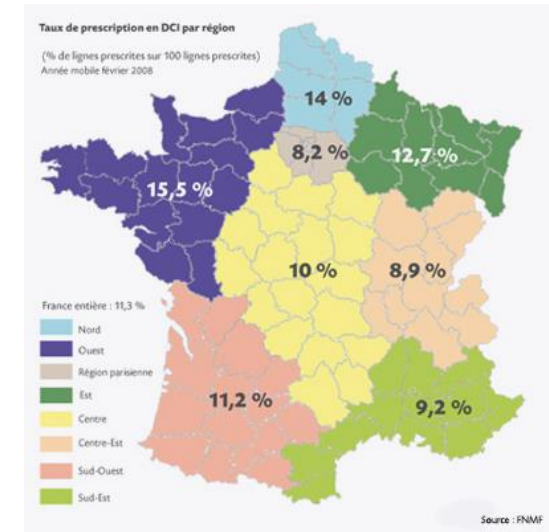 Taux de prescription en DCI par région
(% de lignes prescrites sur 100 lignes prescrites)
Année mobile février 2008
14 %
8,2 %
12,7 %
15,5 %
10 %
8,9 %
11,2 %
9,2 %
France entière : 11,3 %
Nord
Ouest
Région parisienne
Est
Centre
Centre-Est
Sud-Ouest
Sud-Est
Source : FNMF